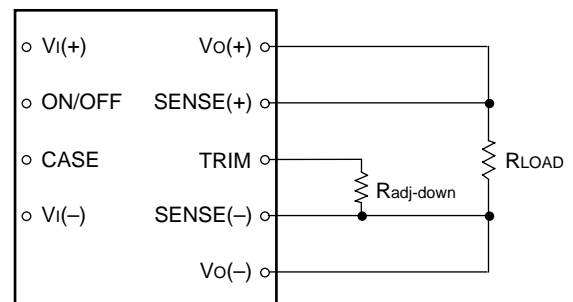 VI(+) VO(+)
ON/OFF SENSE(+)
CASE TRIM
RLOAD
Radj-down
VI(–) SENSE(–)
VO(–)